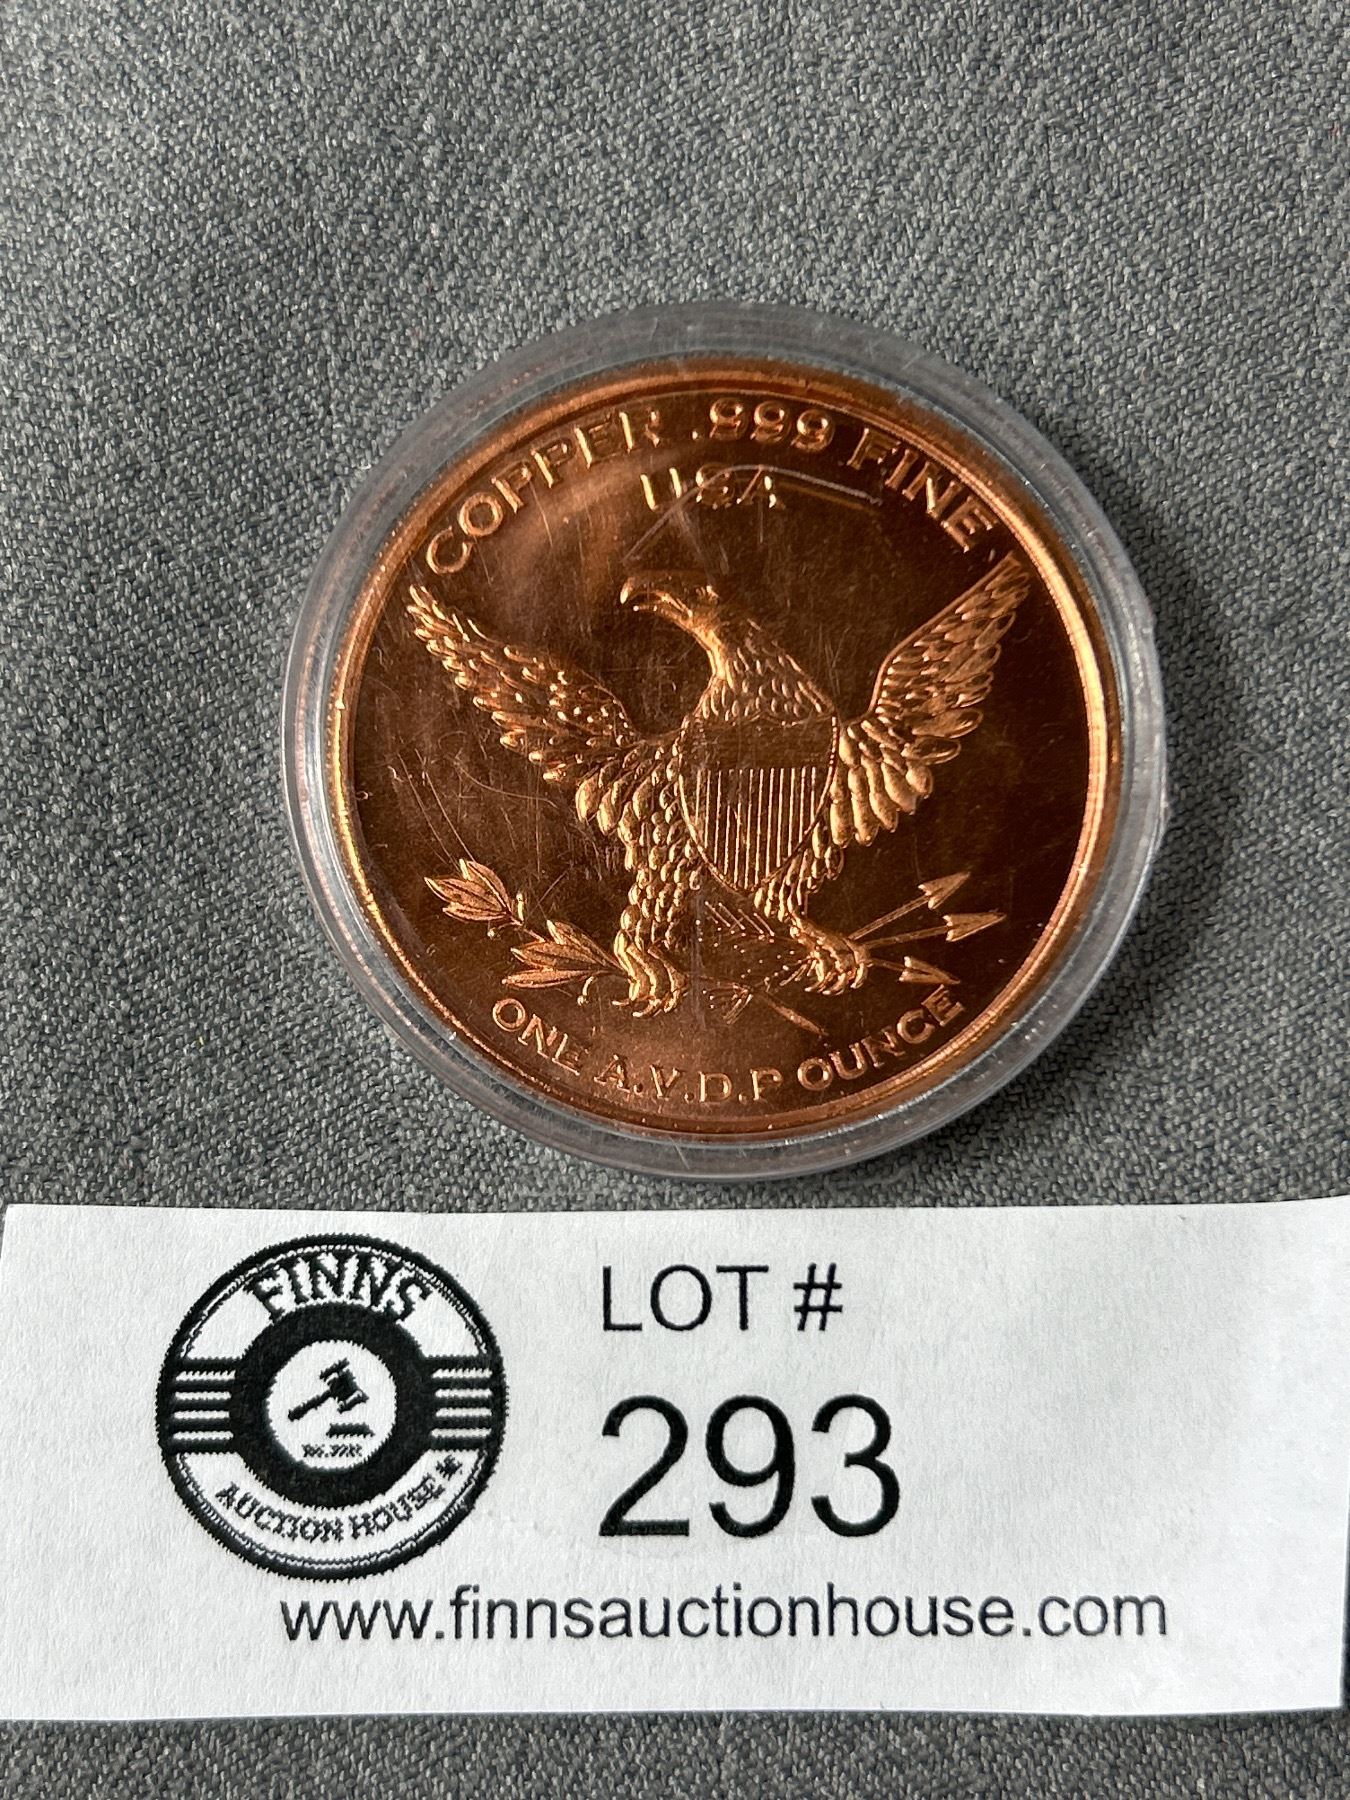 COPPER .999 FINE
USA
ONE A.V.D.P OUNCE
FINNS
AUCTION HOUSE
LOT #
293
www.finnsauctionhouse.com